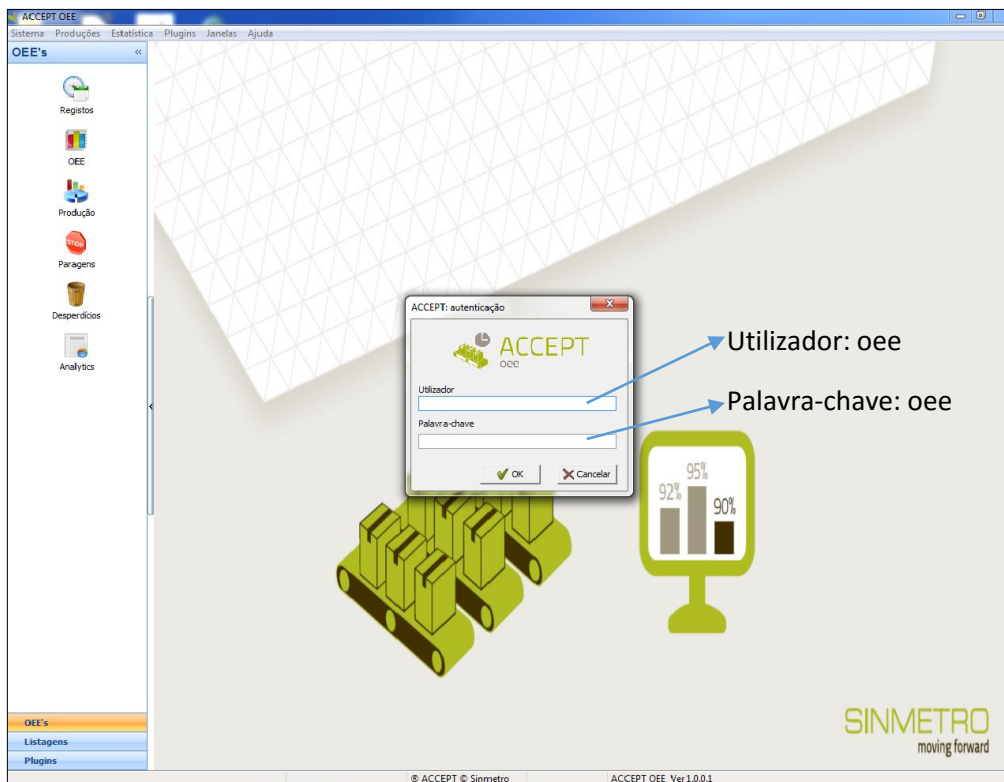 ACCEPT OEE
Sistema Produções Estatística Plugins Janelas Ajuda
OEE's «
Registos
OEE
Produção
STOP
Paragens
Desperdícios
Analytics
ACCEPT: autenticação
ACCEPT
oee
Utilizador
Palavra-chave
OK
Cancelar
Utilizador: oee
Palavra-chave: oee
92%
95%
90%
SINMETRO
moving forward
OEE's
Listagens
Plugins
® ACCEPT © Sinmetro
ACCEPT OEE Ver 1.0.0.1